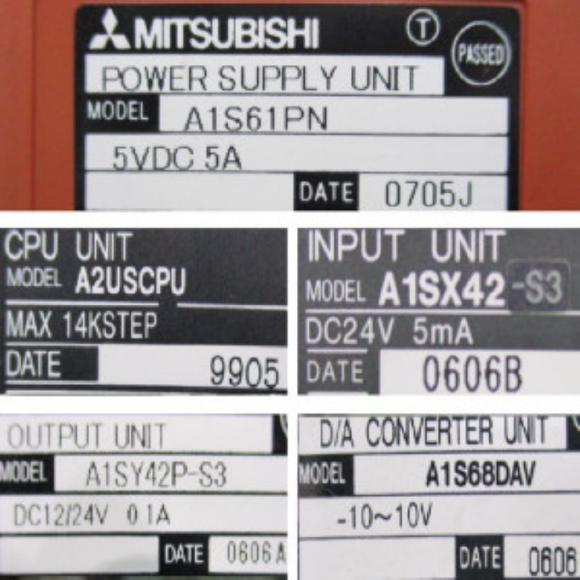 MITSUBISHI T PASSED
POWER SUPPLY UNIT
MODEL A1S61PN
5VDC 5A
DATE 0705J
CPU UNIT
MODEL A2USCPU
MAX 14KSTEP
DATE 9905
INPUT UNIT
MODEL A1SX42-S3
DC24V 5mA
DATE 0606B
OUTPUT UNIT
MODEL A1SY42P-S3
DC12/24V 0.1A
DATE 0606A
D/A CONVERTER UNIT
MODEL A1S68DAV
-10~10V
DATE 0606